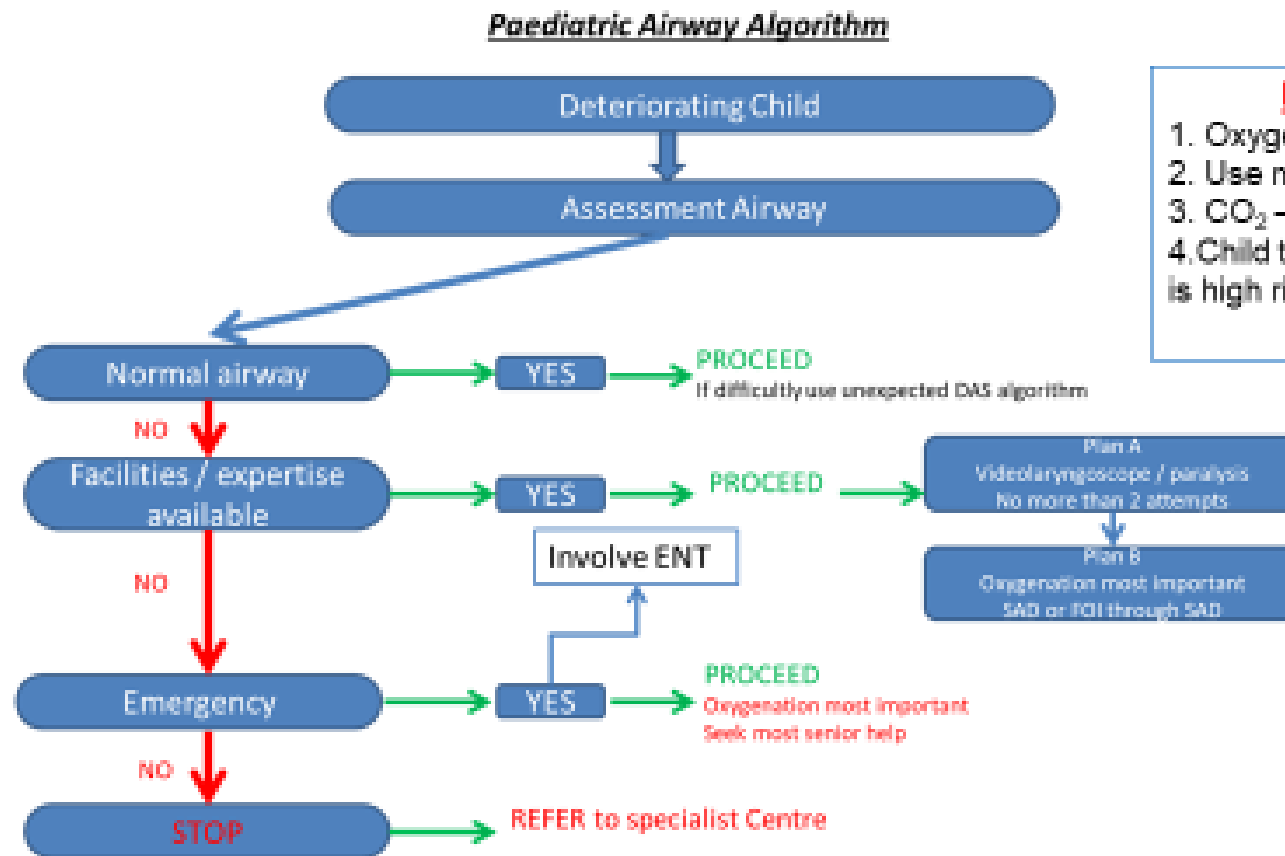 Paediatric Airway Algorithm
Deteriorating Child
Assessment Airway
1. Oxyge
2. Use
3. CO₂ -
4.Child
is high
Normal airway
YES
PROCEED
If difficultly use unexpected DAS algorithm
NO
Facilities / expertise
available
YES
PROCEED
Plan A
Videolaryngoscope / paralysis
No more than 2 attempts
Plan B
Oxygenation most important
SAD or FOI through SAD
Involve ENT
NO
Emergency
YES
PROCEED
Oxygenation most important
Seek most senior help
NO
STOP
REFER to specialist Centre